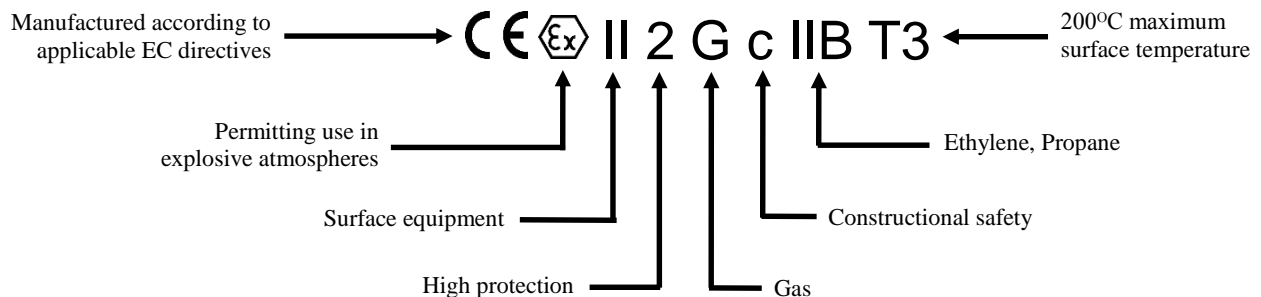 Manufactured according to
applicable EC directives
CE Ex II 2 G c IIB T3
200ºC maximum
surface temperature
Permitting use in
explosive atmospheres
Ethylene, Propane
Surface equipment
Constructional safety
High protection
Gas